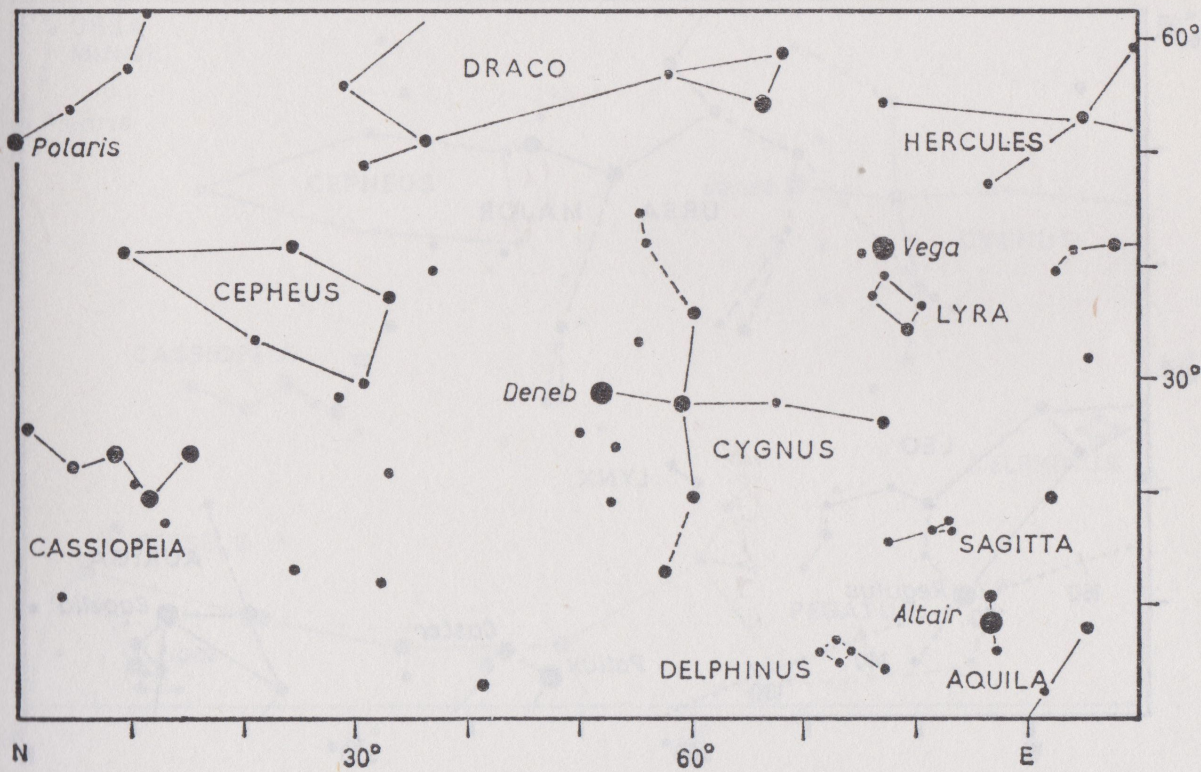 60°
DRACO
Polaris
HERCULES
Vega
CEPHEUS
LYRA
30°
Deneb
CYGNUS
CASSIOPEIA
SAGITTA
Altair
DELPHINUS
AQUILA
N 30° 60° E